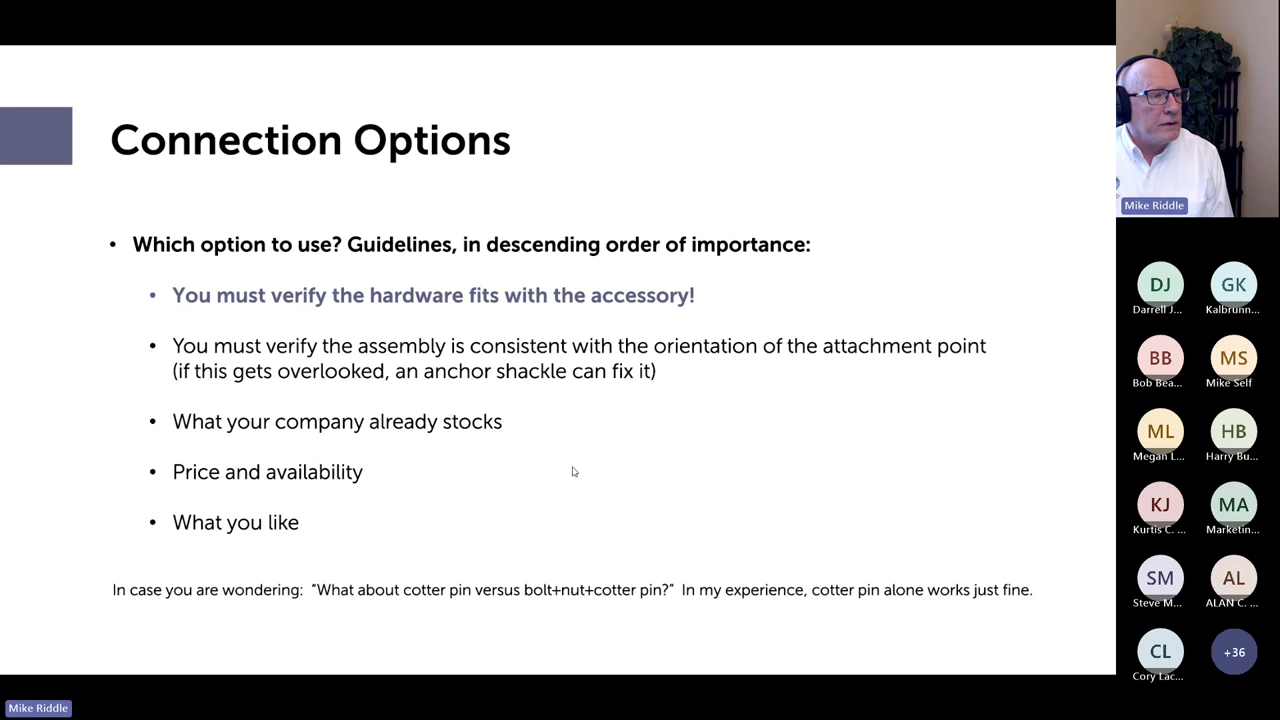 Connection Options
• Which option to use? Guidelines, in descending order of importance:
• You must verify the hardware fits with the accessory!
• You must verify the assembly is consistent with the orientation of the attachment point
(if this gets overlooked, an anchor shackle can fix it)
• What your company already stocks
• Price and availability
• What you like
In case you are wondering: “What about cotter pin versus bolt+nut+cotter pin?” In my experience, cotter pin alone works just fine.
Mike Riddle
Mike Riddle
DJ
Darrell J...
GK
Kalbrunn...
BB
Bob Bea...
MS
Mike Self
ML
Megan L...
HB
Harry Bu...
KJ
Kurtis C. ...
MA
Marketin...
SM
Steve M...
AL
ALAN C. ...
CL
Cory Lac...
+36